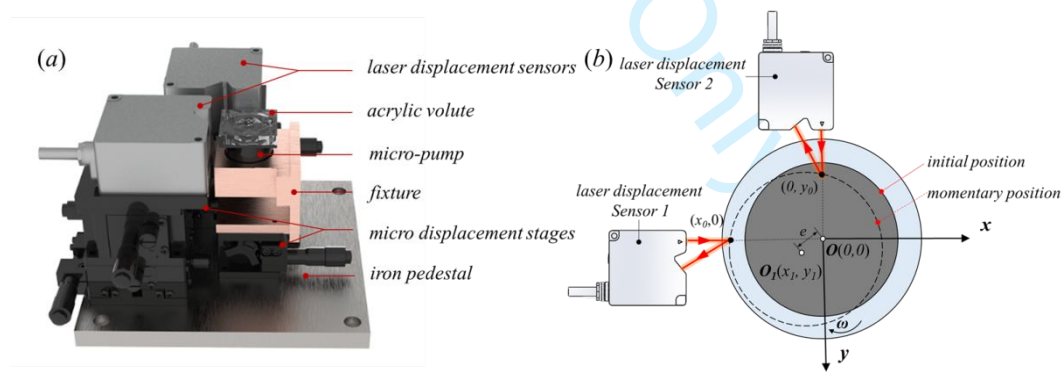 (a)
laser displacement sensors
acrylic volute
micro-pump
fixture
micro displacement stages
iron pedestal
(b)
laser displacement
Sensor 2
initial position
momentary position
(0, y₀)
laser displacement
Sensor 1
(x₀,0)
x
e
O(0,0)
O₁(x₁, y₁)
ω
y